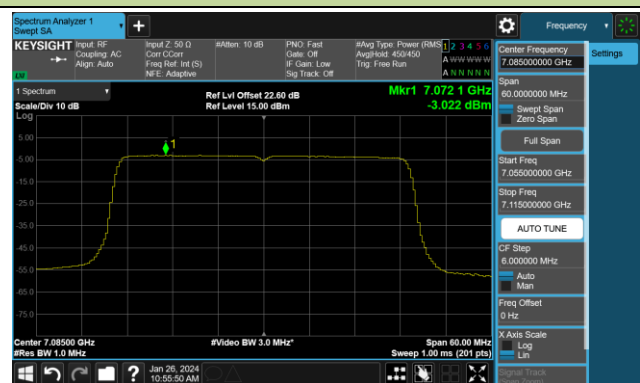 Spectrum Analyzer 1
Swept SA
Frequency
KEYSIGHT
Input: RF
Coupling: AC
Align: Auto
Input Z: 50 Ω
Corr CCorr
Freq Ref: Int (S)
NFE: Adaptive
#Atten: 10 dB
PNO: Fast
Gate: Off
IF Gain: Low
Sig Track: Off
#Avg Type: Power (RMS
Avg|Hold: 450/450
Trig: Free Run
1 2 3 4 5 6
A W W W W W
A N N N N N
LV
1 Spectrum
Scale/Div 10 dB
Log
Ref Lvl Offset 22.60 dB
Ref Level 15.00 dBm
Mkr1 7.072 1 GHz
-3.022 dBm
1
5.00
-5.00
-15.0
-25.0
-35.0
-45.0
-55.0
-65.0
-75.0
Center 7.08500 GHz
#Res BW 1.0 MHz
#Video BW 3.0 MHz*
Span 60.00 MHz
Sweep 1.00 ms (201 pts)
Jan 26, 2024
10:55:50 AM
Center Frequency
7.085000000 GHz
Settings
Span
60.0000000 MHz
Swept Span
Zero Span
Full Span
Start Freq
7.055000000 GHz
Stop Freq
7.115000000 GHz
AUTO TUNE
CF Step
6.000000 MHz
Auto
Man
Freq Offset
0 Hz
X Axis Scale
Log
Lin
Signal Track